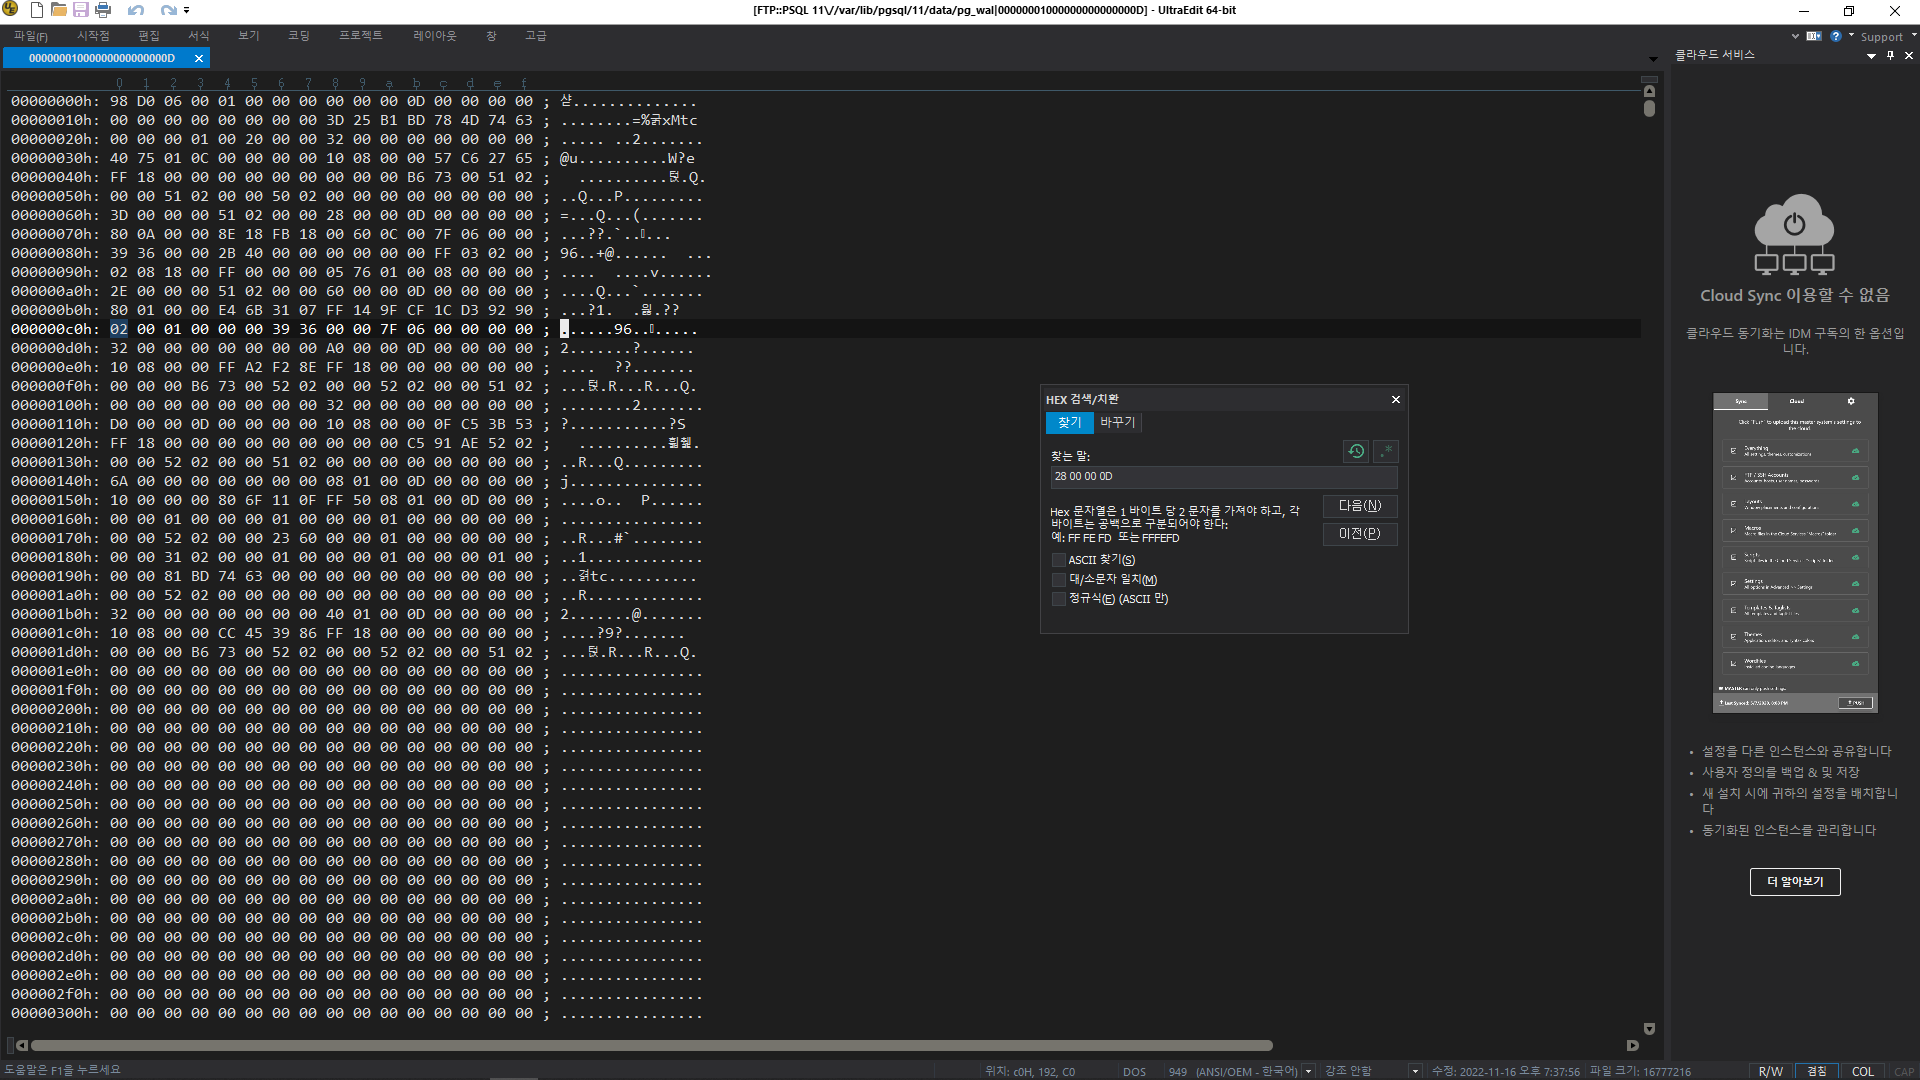 [FTP::PSQL 11\//var/lib/pgsql/11/data/pg_wal|00000001000000000000000D] - UltraEdit 64-bit
파일(F) 시작점 편집 서식 보기 코딩 프로젝트 레이아웃 창 고급
Support
00000001000000000000000D
클라우드 서비스
0 1 2 3 4 5 6 7 8 9 a b c d e f
00000000h: 98 D0 06 00 01 00 00 00 00 00 00 0D 00 00 00 00 ; 샫..............
00000010h: 00 00 00 00 00 00 00 00 3D 25 B1 BD 78 4D 74 63 ; ........=%굵xMtc
00000020h: 00 00 00 01 00 20 00 00 32 00 00 00 00 00 00 00 ; ..... ..2.......
00000030h: 40 75 01 0C 00 00 00 00 10 08 00 00 57 C6 27 65 ; @u..........W?e
00000040h: FF 18 00 00 00 00 00 00 00 00 00 B6 73 00 51 02 ; ..........텫.Q.
00000050h: 00 00 51 02 00 00 50 02 00 00 00 00 00 00 00 00 ; ..Q...P.........
00000060h: 3D 00 00 00 51 02 00 00 28 00 00 0D 00 00 00 00 ; =...Q...(.......
00000070h: 80 0A 00 00 8E 18 FB 18 00 60 0C 00 7F 06 00 00 ; ...??.`..▯...
00000080h: 39 36 00 00 2B 40 00 00 00 00 00 00 FF 03 02 00 ; 96..+@...... ...
00000090h: 02 08 18 00 FF 00 00 00 05 76 01 00 08 00 00 00 ; .... ....v......
000000a0h: 2E 00 00 00 51 02 00 00 60 00 00 0D 00 00 00 00 ; ....Q...`.......
000000b0h: 80 01 00 00 E4 6B 31 07 FF 14 9F CF 1C D3 92 90 ; ...?1. .윓.??
000000c0h: 02 00 01 00 00 00 39 36 00 00 7F 06 00 00 00 00 ; ......96..▯.....
000000d0h: 32 00 00 00 00 00 00 00 A0 00 00 0D 00 00 00 00 ; 2.......?......
000000e0h: 10 08 00 00 FF A2 F2 8E FF 18 00 00 00 00 00 00 ; .... ??.......
000000f0h: 00 00 00 B6 73 00 52 02 00 00 52 02 00 00 51 02 ; ...텫.R...R...Q.
00000100h: 00 00 00 00 00 00 00 00 32 00 00 00 00 00 00 00 ; ........2.......
00000110h: D0 00 00 0D 00 00 00 00 10 08 00 00 0F C5 3B 53 ; ?...........?S
00000120h: FF 18 00 00 00 00 00 00 00 00 00 C5 91 AE 52 02 ; ..........힅쉞.
00000130h: 00 00 52 02 00 00 51 02 00 00 00 00 00 00 00 00 ; ..R...Q.........
00000140h: 6A 00 00 00 00 00 00 00 08 01 00 0D 00 00 00 00 ; j...............
00000150h: 10 00 00 00 80 6F 11 0F FF 50 08 01 00 0D 00 00 ; ....o.. P.......
00000160h: 00 00 01 00 00 00 01 00 00 00 01 00 00 00 00 00 ; ................
00000170h: 00 00 52 02 00 00 23 60 00 00 01 00 00 00 00 00 ; ..R...#`........
00000180h: 00 00 31 02 00 00 01 00 00 00 01 00 00 00 01 00 ; ..1.............
00000190h: 00 00 81 BD 74 63 00 00 00 00 00 00 00 00 00 00 ; ..겱tc..........
000001a0h: 00 00 52 02 00 00 00 00 00 00 00 00 00 00 00 00 ; ..R.............
000001b0h: 32 00 00 00 00 00 00 00 40 01 00 0D 00 00 00 00 ; 2.......@.......
000001c0h: 10 08 00 00 CC 45 39 86 FF 18 00 00 00 00 00 00 ; ....?9?.......
000001d0h: 00 00 00 B6 73 00 52 02 00 00 52 02 00 00 51 02 ; ...텫.R...R...Q.
000001e0h: 00 00 00 00 00 00 00 00 00 00 00 00 00 00 00 00 ; ................
000001f0h: 00 00 00 00 00 00 00 00 00 00 00 00 00 00 00 00 ; ................
00000200h: 00 00 00 00 00 00 00 00 00 00 00 00 00 00 00 00 ; ................
00000210h: 00 00 00 00 00 00 00 00 00 00 00 00 00 00 00 00 ; ................
00000220h: 00 00 00 00 00 00 00 00 00 00 00 00 00 00 00 00 ; ................
00000230h: 00 00 00 00 00 00 00 00 00 00 00 00 00 00 00 00 ; ................
00000240h: 00 00 00 00 00 00 00 00 00 00 00 00 00 00 00 00 ; ................
00000250h: 00 00 00 00 00 00 00 00 00 00 00 00 00 00 00 00 ; ................
00000260h: 00 00 00 00 00 00 00 00 00 00 00 00 00 00 00 00 ; ................
00000270h: 00 00 00 00 00 00 00 00 00 00 00 00 00 00 00 00 ; ................
00000280h: 00 00 00 00 00 00 00 00 00 00 00 00 00 00 00 00 ; ................
00000290h: 00 00 00 00 00 00 00 00 00 00 00 00 00 00 00 00 ; ................
000002a0h: 00 00 00 00 00 00 00 00 00 00 00 00 00 00 00 00 ; ................
000002b0h: 00 00 00 00 00 00 00 00 00 00 00 00 00 00 00 00 ; ................
000002c0h: 00 00 00 00 00 00 00 00 00 00 00 00 00 00 00 00 ; ................
000002d0h: 00 00 00 00 00 00 00 00 00 00 00 00 00 00 00 00 ; ................
000002e0h: 00 00 00 00 00 00 00 00 00 00 00 00 00 00 00 00 ; ................
000002f0h: 00 00 00 00 00 00 00 00 00 00 00 00 00 00 00 00 ; ................
00000300h: 00 00 00 00 00 00 00 00 00 00 00 00 00 00 00 00 ; ................
HEX 검색/치환
찾기 바꾸기
찾는 말:
28 00 00 0D
Hex 문자열은 1 바이트 당 2 문자를 가져야 하고, 각
바이트는 공백으로 구분되어야 한다:
예: FF FE FD 또는 FFFEFD
다음(N)
이전(P)
ASCII 찾기(S)
대/소문자 일치(M)
정규식(E) (ASCII 만)
Cloud Sync 이용할 수 없음
클라우드 동기화는 IDM 구독의 한 옵션입
니다.
Sync Cloud
Click "Push" to upload this master system's settings to
the cloud.
Everything
All settings, themes, customizations
FTP / SSH Accounts
Layouts
Macros
Scripts
Settings
Templates & taglists
Themes
Wordfiles
PUSH
• 설정을 다른 인스턴스와 공유합니다
• 사용자 정의를 백업 & 및 저장
• 새 설치 시에 귀하의 설정을 배치합니
다
• 동기화된 인스턴스를 관리합니다
더 알아보기
도움말은 F1을 누르세요
위치: c0H, 192, C0 DOS 949 (ANSI/OEM - 한국어) 강조 안함 수정: 2022-11-16 오후 7:37:56 파일 크기: 16777216 R/W 겹침 COL CAP